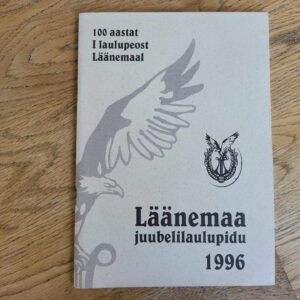 100 aastat
I laulupeost
Läänemaal
Läänemaa
juubelilaulupidu
1996